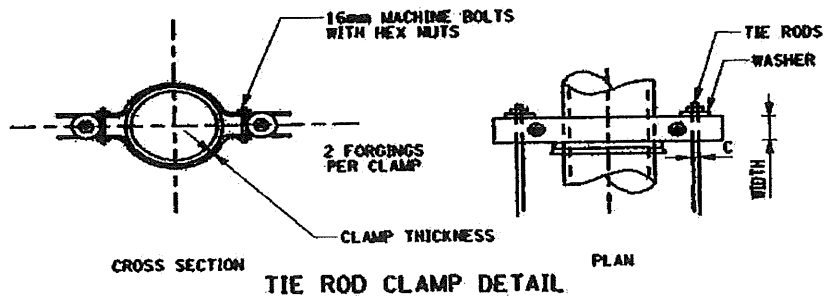 16mm MACHINE BOLTS
WITH HEX NUTS
2 FORGINGS
PER CLAMP
CLAMP THICKNESS
CROSS SECTION
TIE RODS
WASHER
C
WIDTH
PLAN
TIE ROD CLAMP DETAIL